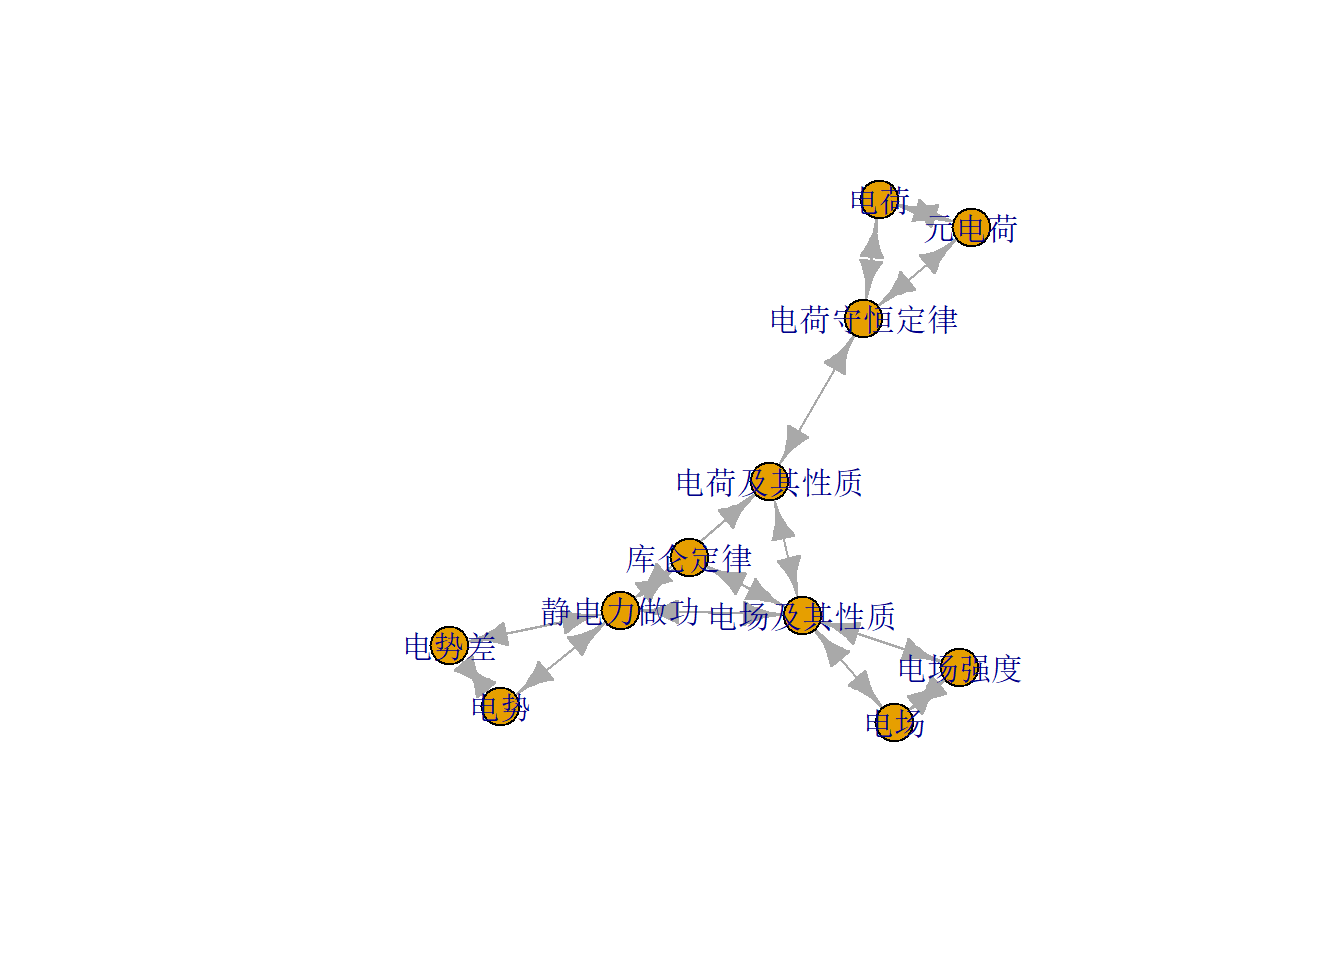 电荷
元电荷
电荷守恒定律
电荷及其性质
库仑定律
静电力做功
电场及其性质
电势差
电场强度
电势
电场